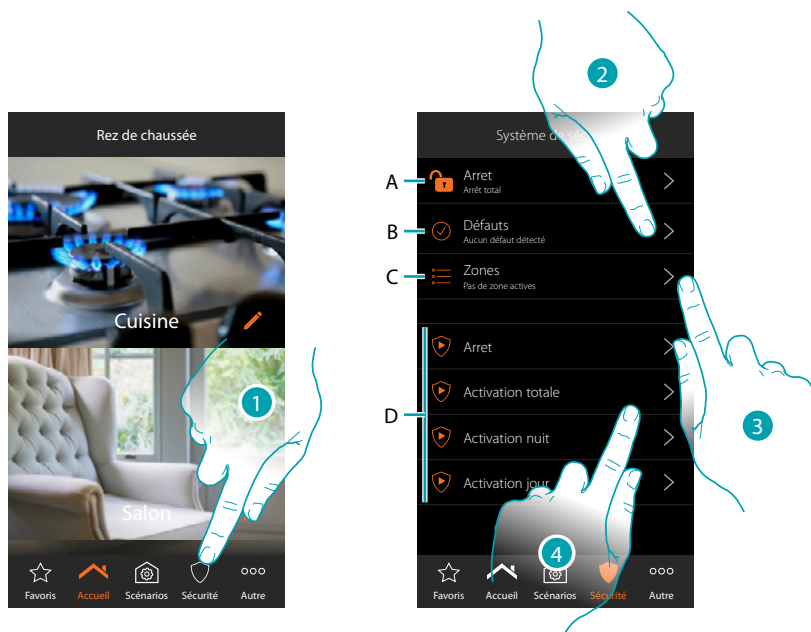 Rez de chaussée
Cuisine
Salon
1
Favoris
Accueil
Scénarios
Sécurité
Autre
2
Système de
A
Arret
Arrêt total
B
Défauts
Aucun défaut détecté
C
Zones
Pas de zone actives
D
Arret
Activation totale
Activation nuit
Activation jour
3
4
Favoris
Accueil
Scénarios
Sécurité
Autre